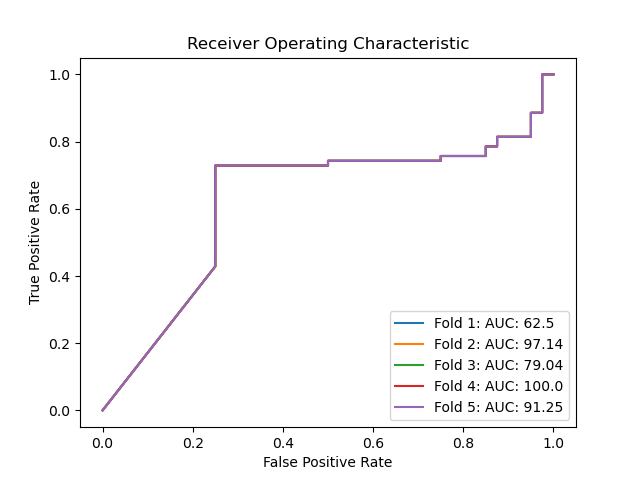 Receiver Operating Characteristic
1.0
0.8
0.6
0.4
0.2
0.0
True Positive Rate
Fold 1: AUC: 62.5
Fold 2: AUC: 97.14
Fold 3: AUC: 79.04
Fold 4: AUC: 100.0
Fold 5: AUC: 91.25
0.0 0.2 0.4 0.6 0.8 1.0
False Positive Rate